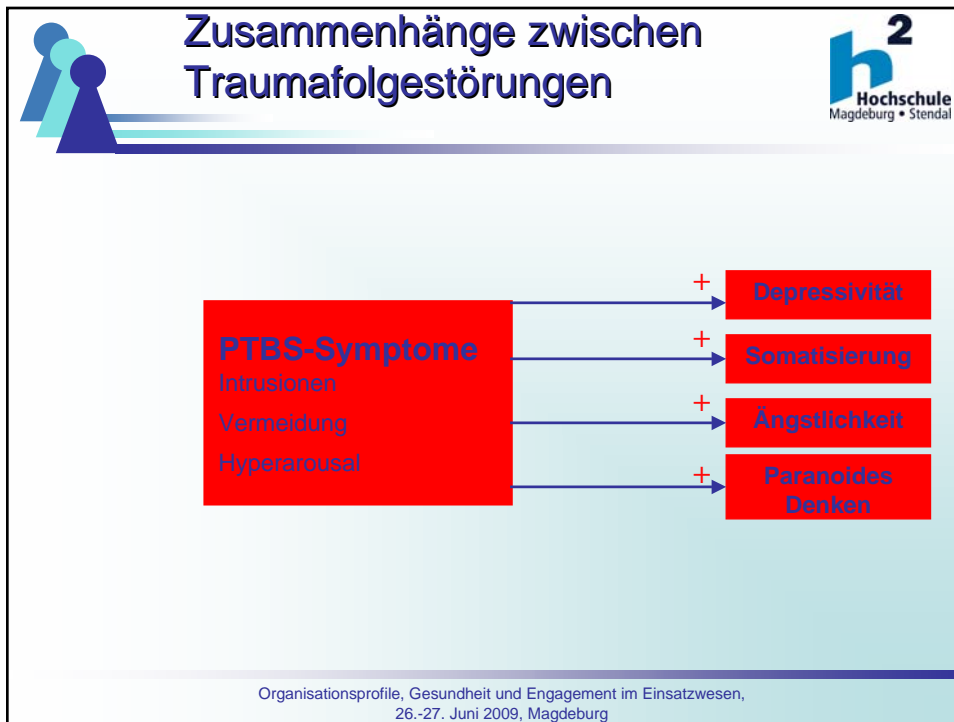 Zusammenhänge zwischen
Traumafolgestörungen
h2
Hochschule
Magdeburg • Stendal
PTBS-Symptome
Intrusionen
Vermeidung
Hyperarousal
+
Depressivität
+
Somatisierung
+
Ängstlichkeit
+
Paranoides
Denken
Organisationsprofile, Gesundheit und Engagement im Einsatzwesen,
26.-27. Juni 2009, Magdeburg